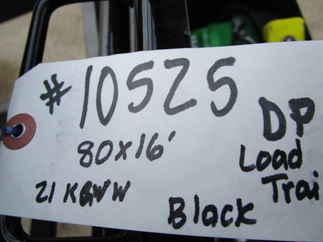 # 10525
80x16'
21 KGVW
DP
Load
Trai
Black